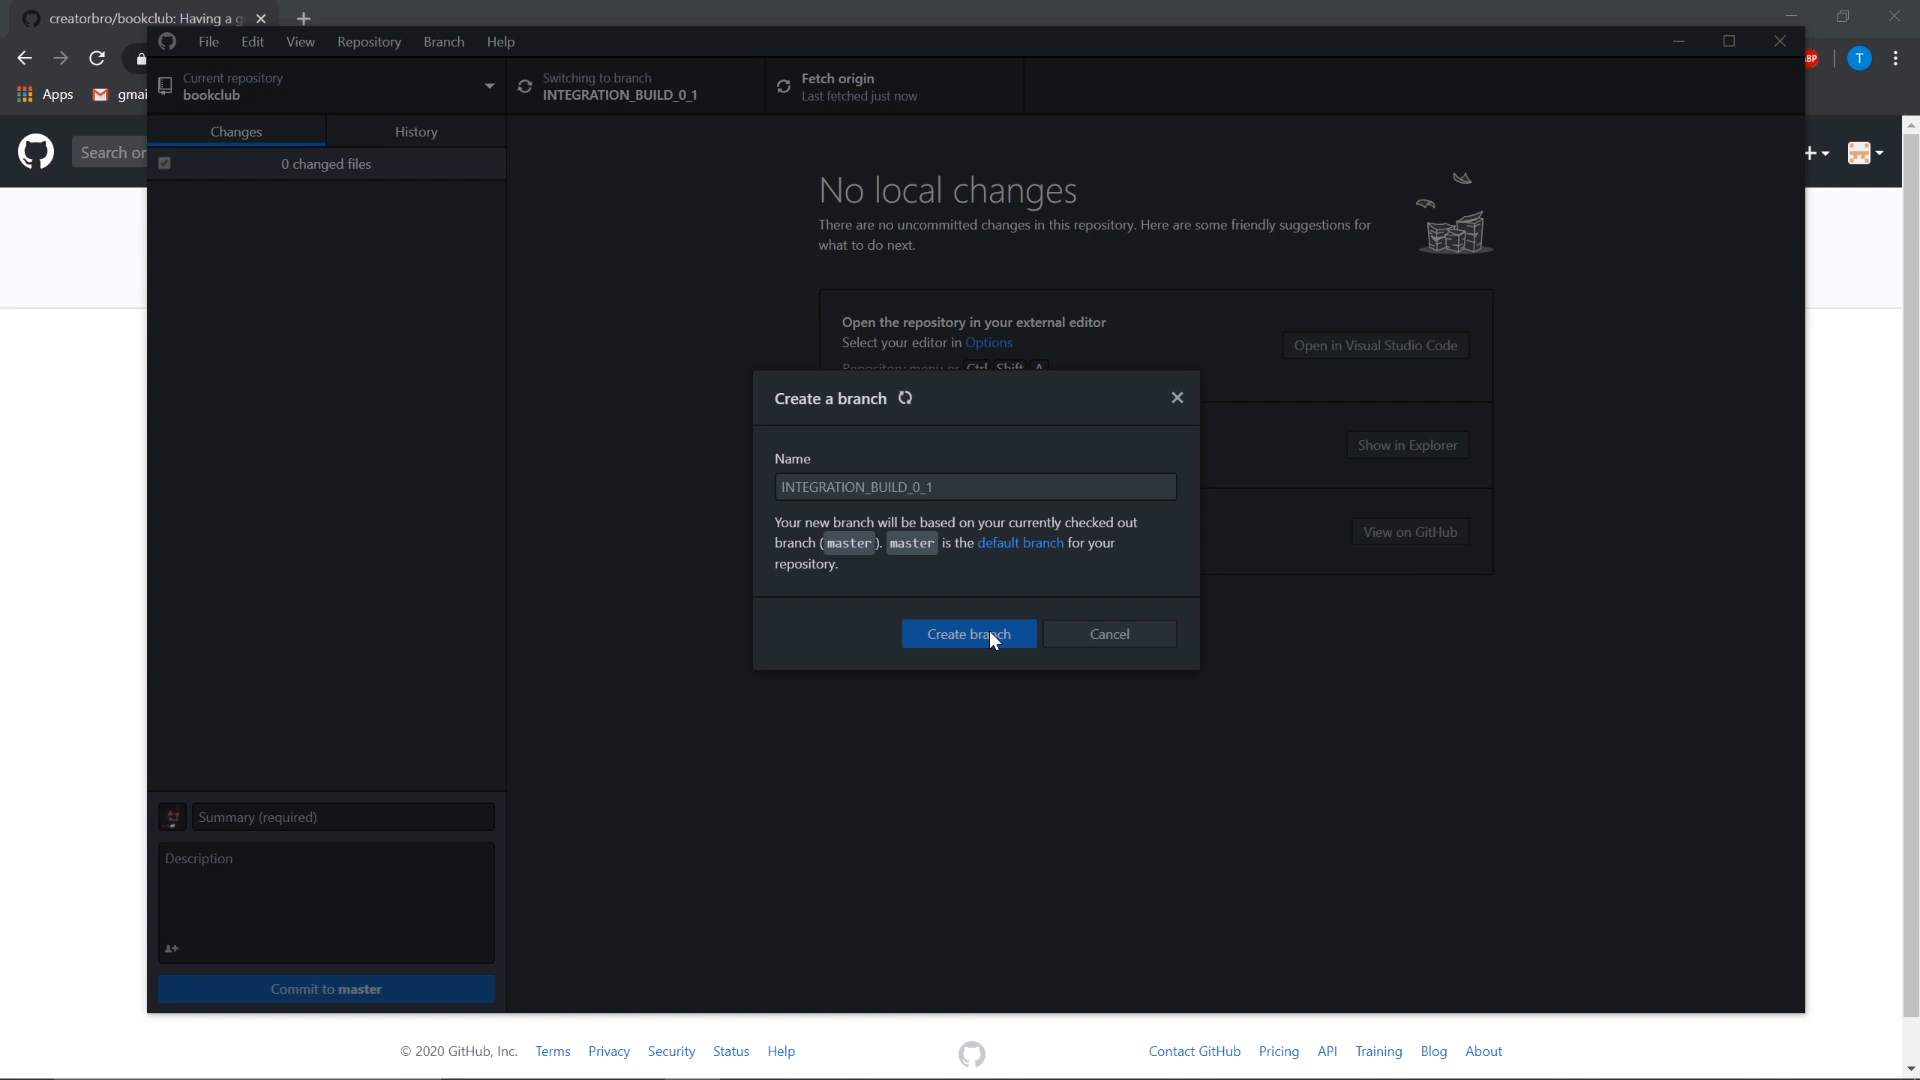 creatorbro/bookclub: Having a g
File Edit View Repository Branch Help
Current repository
bookclub
Switching to branch
INTEGRATION_BUILD_0_1
Fetch origin
Last fetched just now
T
Apps
gmai
Search or
Changes
History
0 changed files
No local changes
There are no uncommitted changes in this repository. Here are some friendly suggestions for
what to do next.
Open the repository in your external editor
Select your editor in Options
Repository menu or Ctrl Shift A
Open in Visual Studio Code
Show in Explorer
View on GitHub
Create a branch
Name
INTEGRATION_BUILD_0_1
Your new branch will be based on your currently checked out
branch (master). master is the default branch for your
repository.
Create branch
Cancel
Summary (required)
Description
Commit to master
© 2020 GitHub, Inc. Terms Privacy Security Status Help
Contact GitHub Pricing API Training Blog About